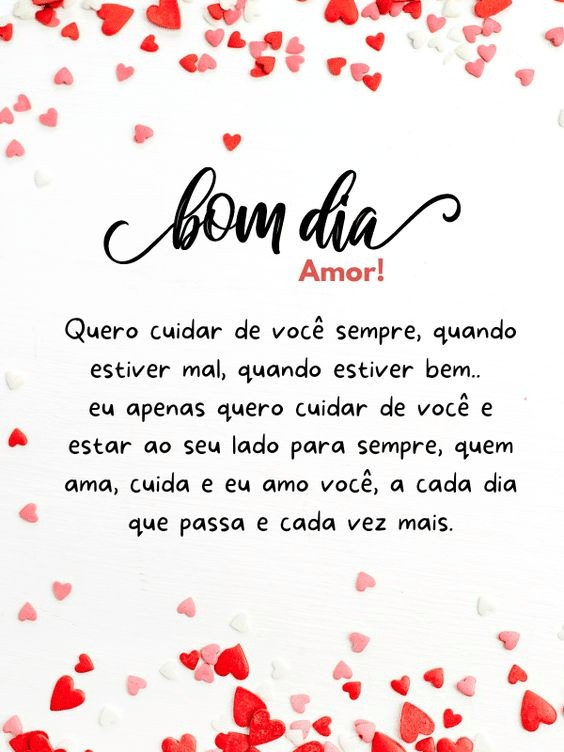 bom dia
Amor!
Quero cuidar de você sempre, quando
estiver mal, quando estiver bem..
eu apenas quero cuidar de você e
estar ao seu lado para sempre, quem
ama, cuida e eu amo você, a cada dia
que passa e cada vez mais.